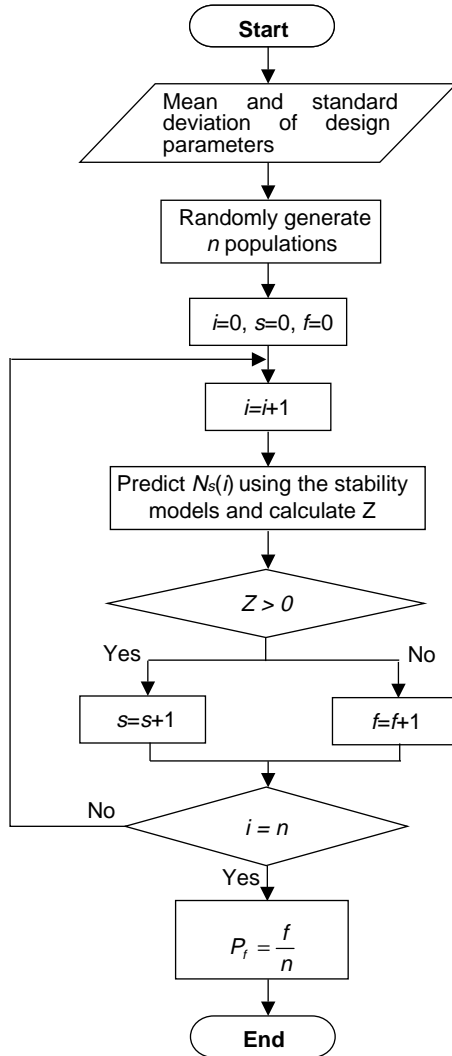 Start
Mean and standard
deviation of design
parameters
Randomly generate
n populations
i=0, s=0, f=0
i=i+1
Predict Ns(i) using the stability
models and calculate Z
Z > 0
Yes
No
s=s+1
f=f+1
No
i = n
Yes
P_f = f/n
End